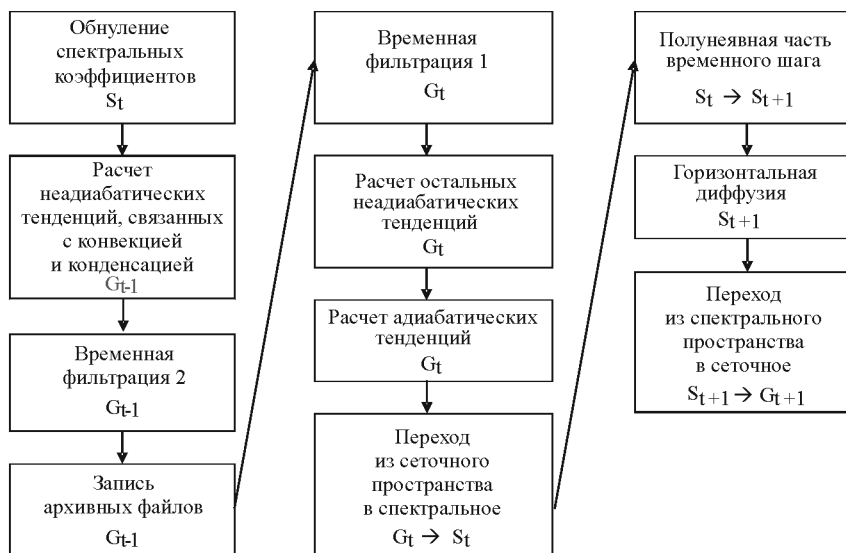 Обнуление
спектральных
коэффициентов
St
Расчет
неадиабатических
тенденций, связанных
с конвекцией
и конденсацией
Gt-1
Временная
фильтрация 2
Gt-1
Запись
архивных файлов
Gt-1
Временная
фильтрация 1
Gt
Расчет остальных
неадиабатических
тенденций
Gt
Расчет адиабатических
тенденций
Gt
Переход
из сеточного
пространства
в спектральное
Gt → St
Полунеявная часть
временного шага
St → St+1
Горизонтальная
диффузия
St+1
Переход
из спектрального
пространства
в сеточное
St+1 → Gt+1